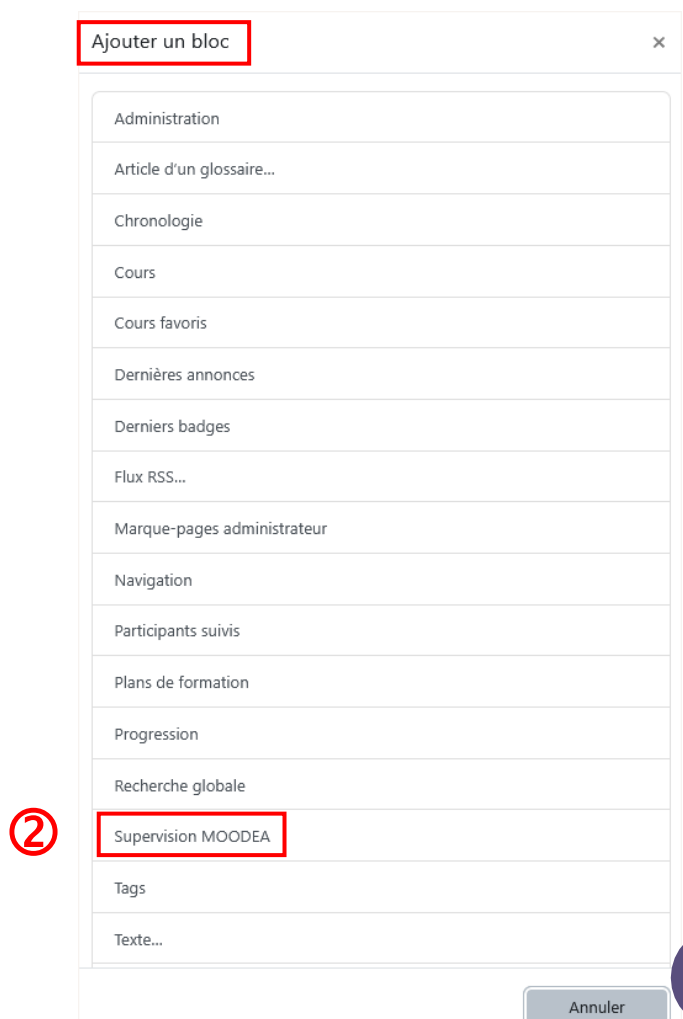 Ajouter un bloc ×
Administration
Article d'un glossaire...
Chronologie
Cours
Cours favoris
Dernières annonces
Derniers badges
Flux RSS...
Marque-pages administrateur
Navigation
Participants suivis
Plans de formation
Progression
Recherche globale
② Supervision MOODEA
Tags
Texte...
Annuler